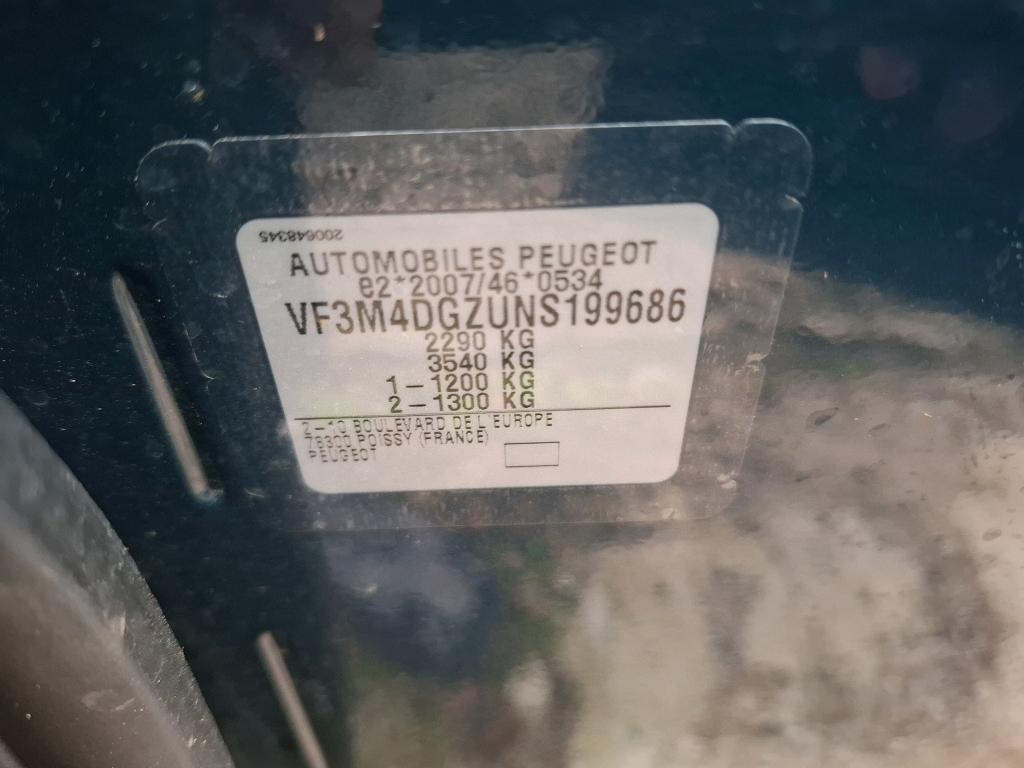 200648345
AUTOMOBILES PEUGEOT
e2*2007/46*0534
VF3M4DGZUNS199686
2290 KG
3540 KG
1-1200 KG
2-1300 KG
2-10 BOULEVARD DE L'EUROPE
78300 POISSY (FRANCE)
PEUGEOT